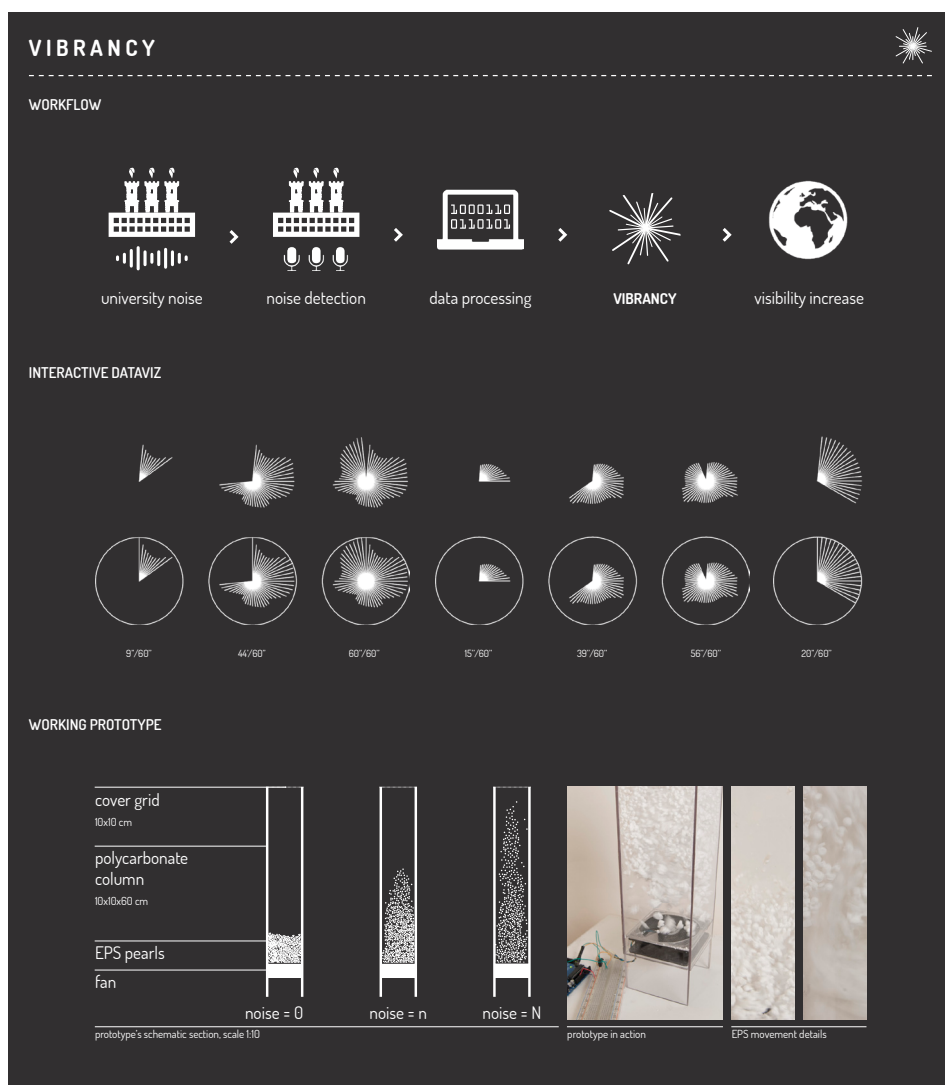 VIBRANCY
WORKFLOW
1000110
0110101
university noise
noise detection
data processing
VIBRANCY
visibility increase
INTERACTIVE DATAVIZ
9"/60"
44"/60"
60"/60"
15"/60"
39"/60"
56"/60"
20"/60"
WORKING PROTOTYPE
cover grid
10x10 cm
polycarbonate
column
10x10x60 cm
EPS pearls
fan
noise = 0
noise = n
noise = N
prototype's schematic section, scale 1:10
prototype in action
EPS movement details